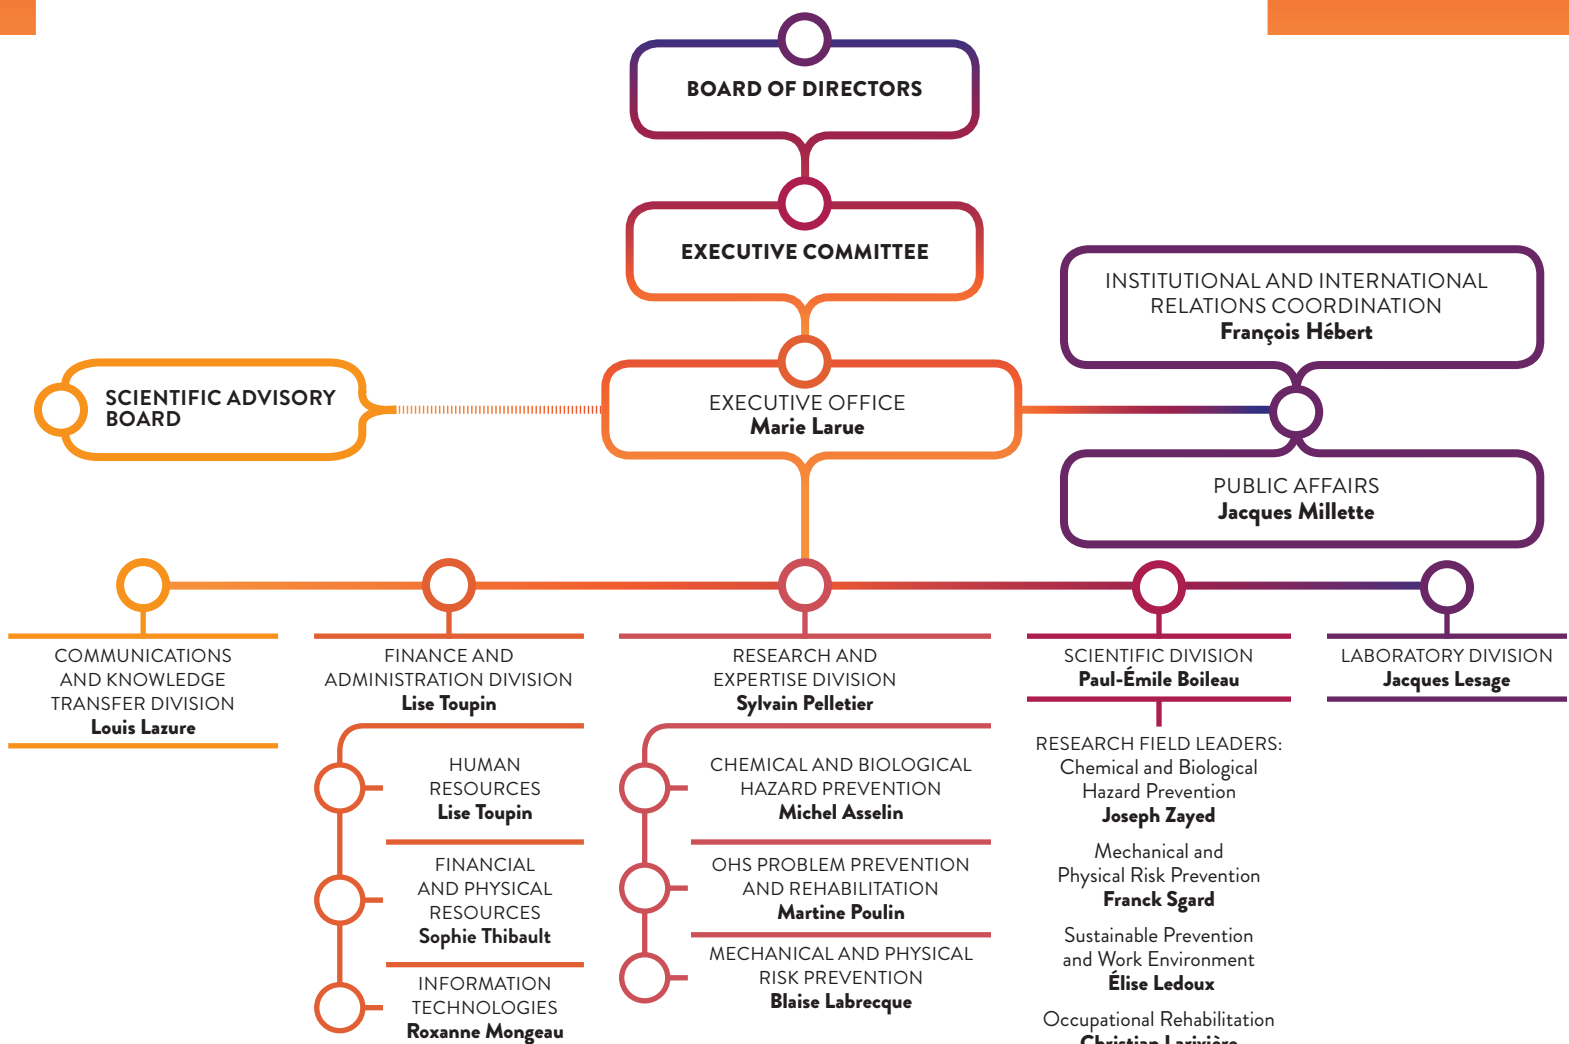 BOARD OF DIRECTORS
EXECUTIVE COMMITTEE
INSTITUTIONAL AND INTERNATIONAL
RELATIONS COORDINATION
François Hébert
SCIENTIFIC ADVISORY
BOARD
EXECUTIVE OFFICE
Marie Larue
PUBLIC AFFAIRS
Jacques Millette
COMMUNICATIONS
AND KNOWLEDGE
TRANSFER DIVISION
Louis Lazure
FINANCE AND
ADMINISTRATION DIVISION
Lise Toupin
HUMAN
RESOURCES
Lise Toupin
FINANCIAL
AND PHYSICAL
RESOURCES
Sophie Thibault
INFORMATION
TECHNOLOGIES
Roxanne Mongeau
RESEARCH AND
EXPERTISE DIVISION
Sylvain Pelletier
CHEMICAL AND BIOLOGICAL
HAZARD PREVENTION
Michel Asselin
OHS PROBLEM PREVENTION
AND REHABILITATION
Martine Poulin
MECHANICAL AND PHYSICAL
RISK PREVENTION
Blaise Labrecque
SCIENTIFIC DIVISION
Paul-Émile Boileau
RESEARCH FIELD LEADERS:
Chemical and Biological
Hazard Prevention
Joseph Zayed
Mechanical and
Physical Risk Prevention
Franck Sgard
Sustainable Prevention
and Work Environment
Élise Ledoux
Occupational Rehabilitation
Christian Larivière
LABORATORY DIVISION
Jacques Lesage